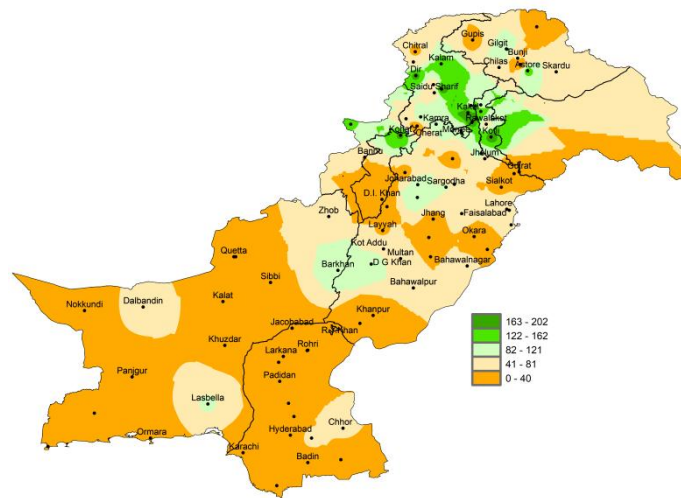 Chitral
Gupis
Gilgit
Bunji
Kalam
Chilas
Astore
Skardu
Dir
Saidu Sharif
Kakul
Rawalakot
Kamra
Cherat
Kotli
Bannu
Jhelum
Gujrat
Joharabad
Sargodha
Sialkot
D.I. Khan
Lahore
Zhob
Jhang
Faisalabad
Layyah
Okara
Kot Addu
Quetta
Multan
Barkhan
D G Khan
Bahawalnagar
Sibbi
Bahawalpur
Dalbandin
Nokkundi
Kalat
Khanpur
Jacobabad
R.Y.Khan
Khuzdar
Rohri
Larkana
Panjgur
Padidan
Lasbella
Chhor
Ormara
Hyderabad
Karachi
Badin
163 - 202
122 - 162
82 - 121
41 - 81
0 - 40